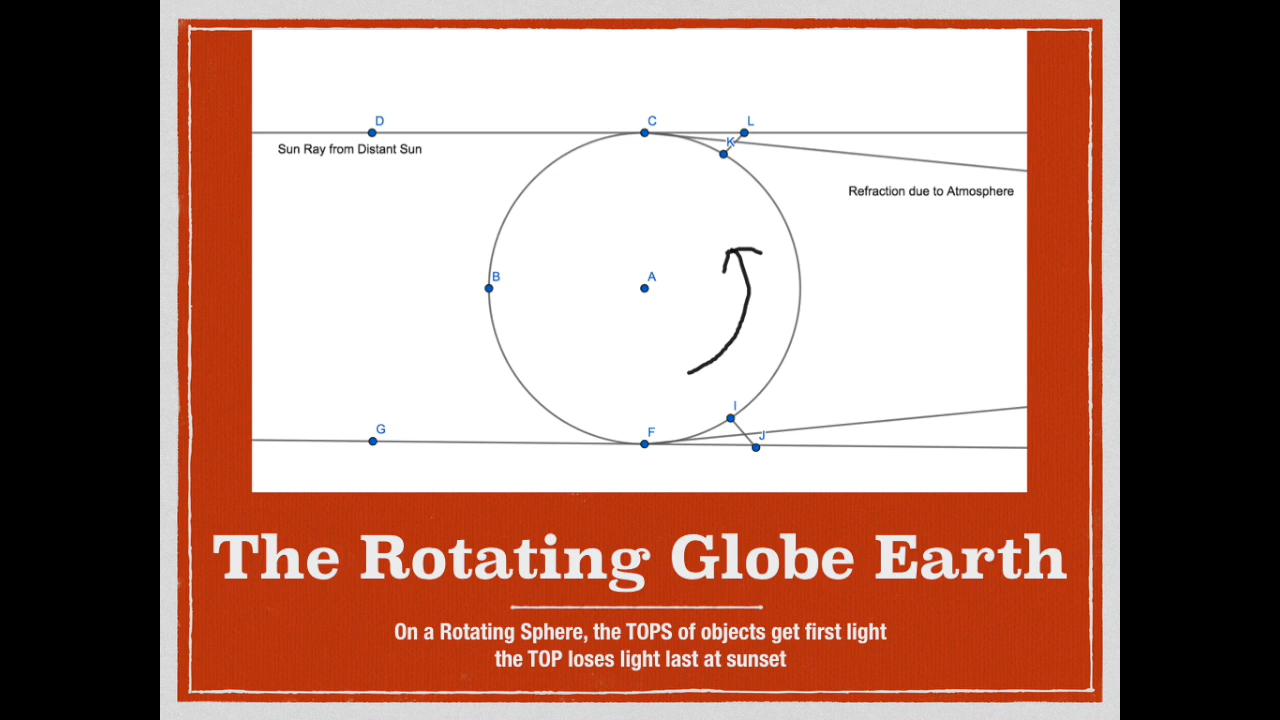 D
C
L
Sun Ray from Distant Sun
K
Refraction due to Atmosphere
B
A
I
G
F
J
The Rotating Globe Earth
On a Rotating Sphere, the TOPS of objects get first light
the TOP loses light last at sunset